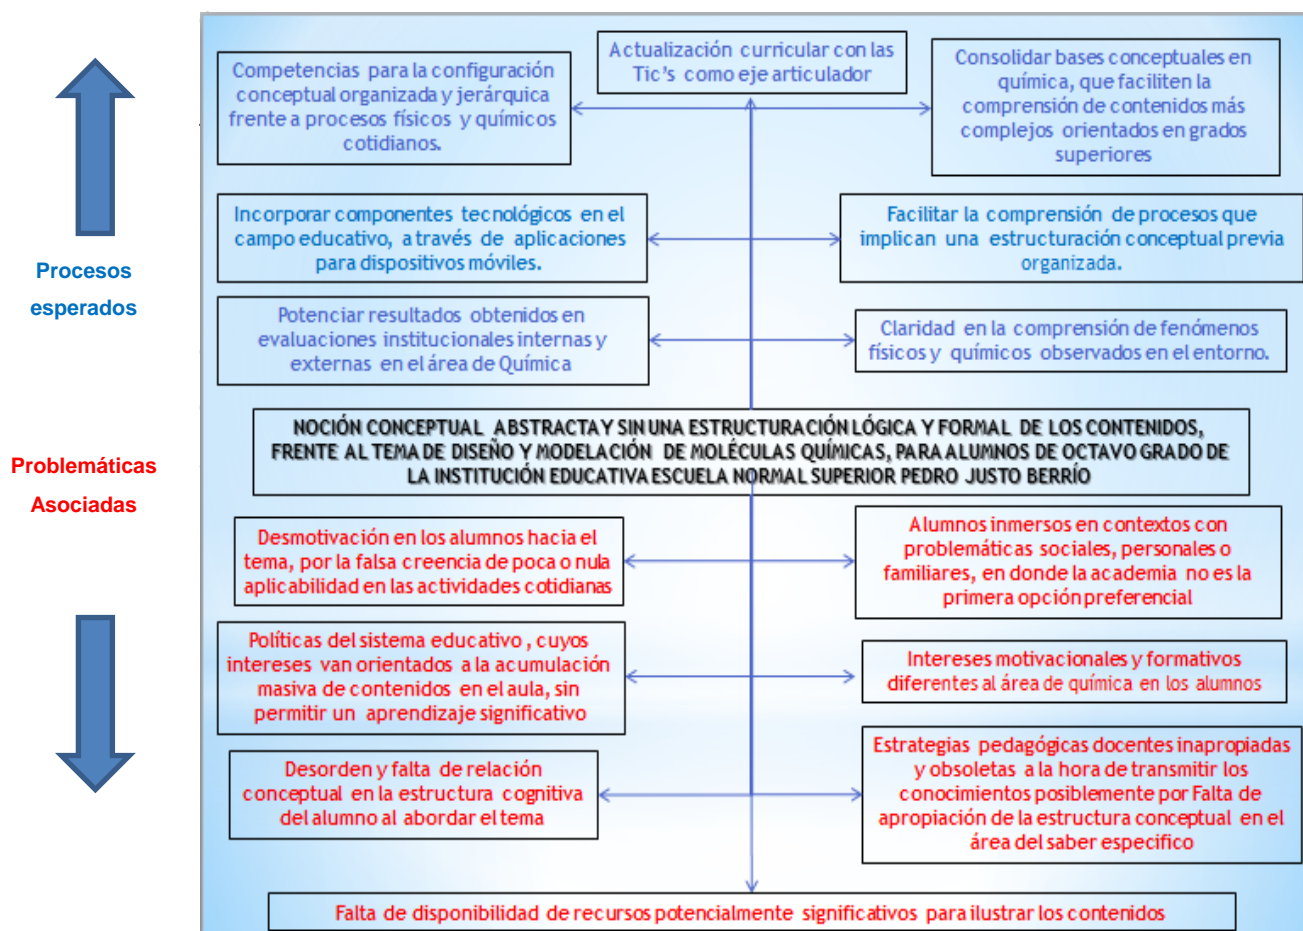 Actualización curricular con las
Tic's como eje articulador
Competencias para la configuración
conceptual organizada y jerárquica
frente a procesos físicos y químicos
cotidianos.
Consolidar bases conceptuales en
química, que faciliten la
comprensión de contenidos más
complejos orientados en grados
superiores
Incorporar componentes tecnológicos en el
campo educativo, a través de aplicaciones
para dispositivos móviles.
Facilitar la comprensión de procesos que
implican una estructuración conceptual previa
organizada.
Procesos
esperados
Potenciar resultados obtenidos en
evaluaciones institucionales internas y
externas en el área de Química
Claridad en la comprensión de fenómenos
físicos y químicos observados en el entorno.
NOCIÓN CONCEPTUAL ABSTRACTA Y SIN UNA ESTRUCTURACIÓN LÓGICA Y FORMAL DE LOS CONTENIDOS,
FRENTE AL TEMA DE DISEÑO Y MODELACIÓN DE MOLÉCULAS QUÍMICAS, PARA ALUMNOS DE OCTAVO GRADO DE
LA INSTITUCIÓN EDUCATIVA ESCUELA NORMAL SUPERIOR PEDRO JUSTO BERRÍO
Problemáticas
Asociadas
Desmotivación en los alumnos hacia el
tema, por la falsa creencia de poca o nula
aplicabilidad en las actividades cotidianas
Alumnos inmersos en contextos con
problemáticas sociales, personales o
familiares, en donde la academia no es la
primera opción preferencial
Políticas del sistema educativo , cuyos
intereses van orientados a la acumulación
masiva de contenidos en el aula, sin
permitir un aprendizaje significativo
Intereses motivacionales y formativos
diferentes al área de química en los alumnos
Desorden y falta de relación
conceptual en la estructura cognitiva
del alumno al abordar el tema
Estrategias pedagógicas docentes inapropiadas
y obsoletas a la hora de transmitir los
conocimientos posiblemente por Falta de
apropiación de la estructura conceptual en el
área del saber especifico
Falta de disponibilidad de recursos potencialmente significativos para ilustrar los contenidos